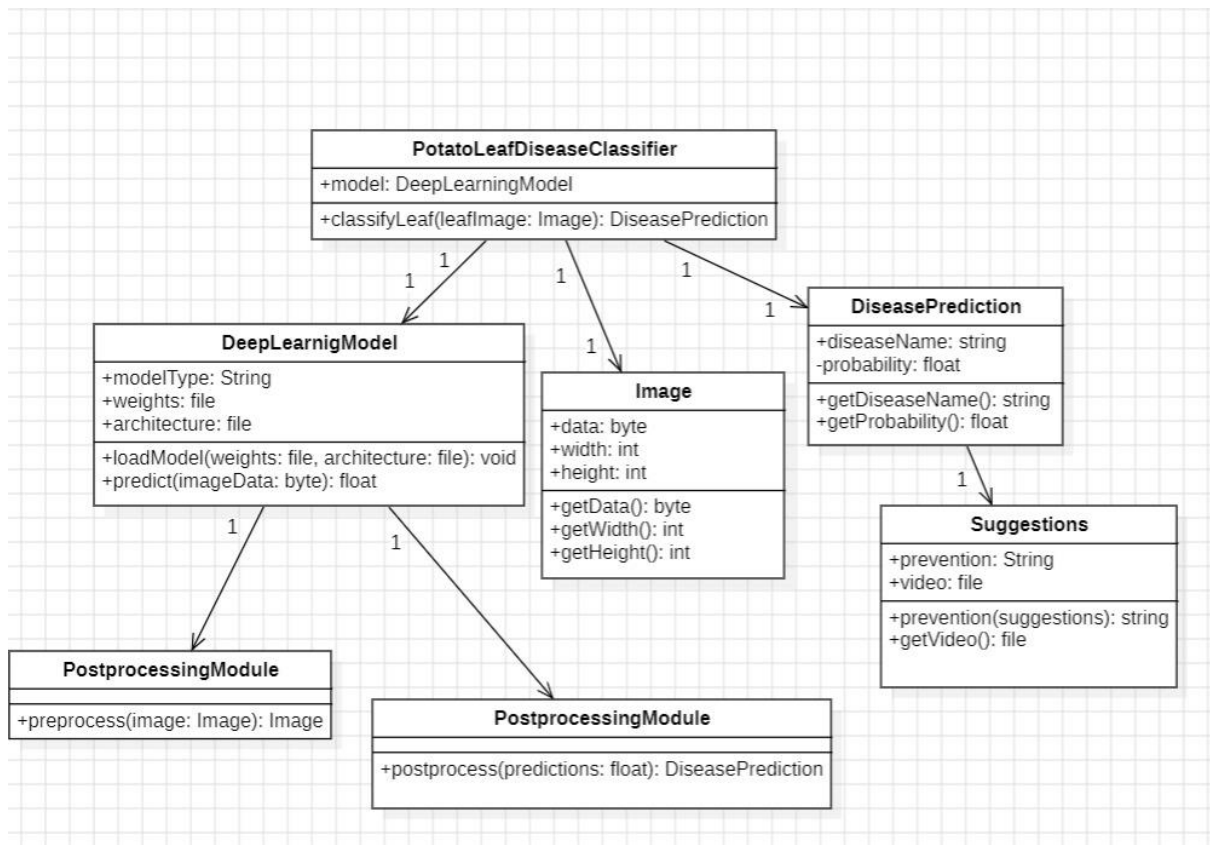 PotatoLeafDiseaseClassifier
+model: DeepLearningModel
+classifyLeaf(leafImage: Image): DiseasePrediction
1
1
1
1
1
1
DeepLearnigModel
+modelType: String
+weights: file
+architecture: file
+loadModel(weights: file, architecture: file): void
+predict(imageData: byte): float
Image
+data: byte
+width: int
+height: int
+getData(): byte
+getWidth(): int
+getHeight(): int
DiseasePrediction
+diseaseName: string
-probability: float
+getDiseaseName(): string
+getProbability(): float
1
Suggestions
+prevention: String
+video: file
+prevention(suggestions): string
+getVideo(): file
1
1
PostprocessingModule
+preprocess(image: Image): Image
PostprocessingModule
+postprocess(predictions: float): DiseasePrediction